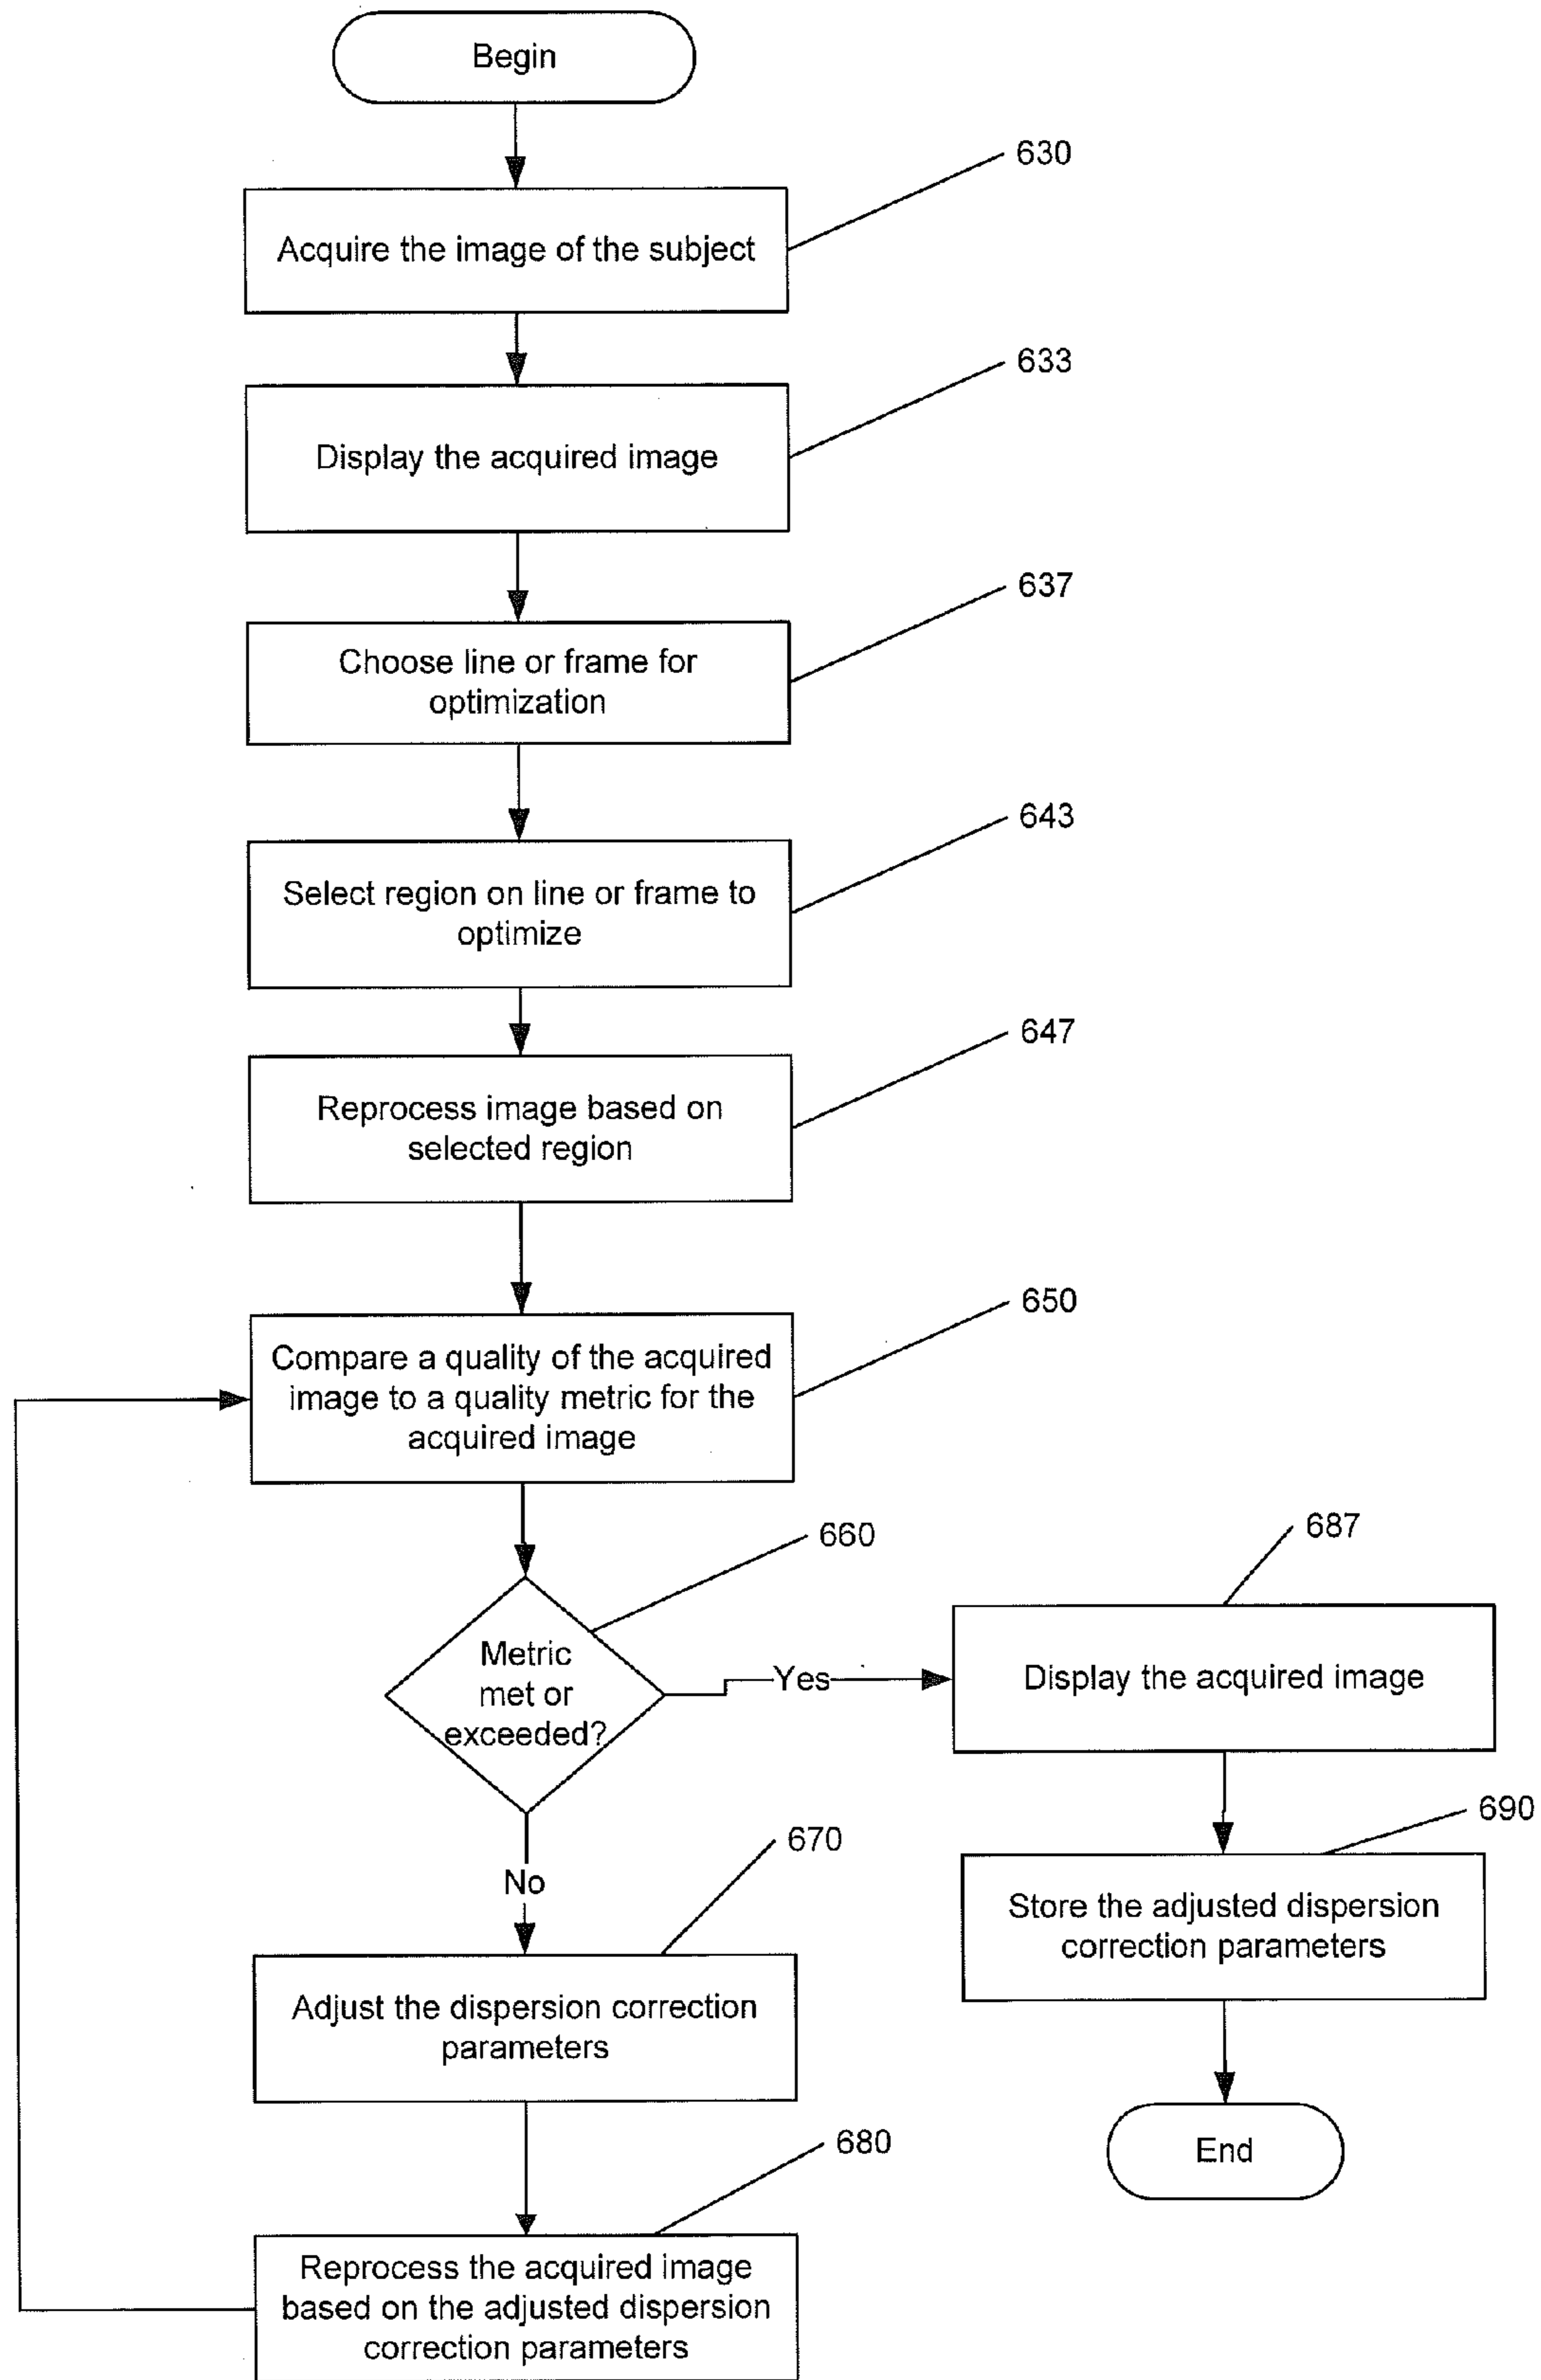 Begin
630
Acquire the image of the subject
633
Display the acquired image
637
Choose line or frame for
optimization
643
Select region on line or frame to
optimize
647
Reprocess image based on
selected region
650
Compare a quality of the acquired
image to a quality metric for the
acquired image
660
Metric
met or
exceeded?
Yes
687
Display the acquired image
690
Store the adjusted dispersion
correction parameters
End
No
670
Adjust the dispersion correction
parameters
680
Reprocess the acquired image
based on the adjusted dispersion
correction parameters